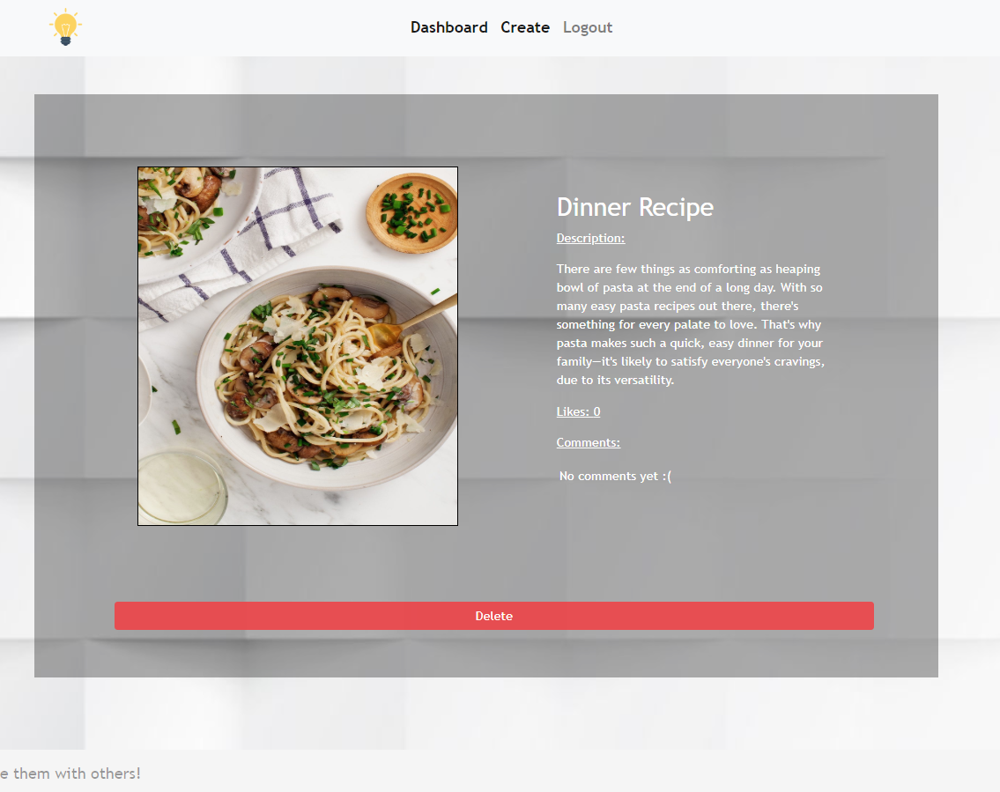 Dashboard Create Logout
Dinner Recipe
Description:
There are few things as comforting as heaping
bowl of pasta at the end of a long day. With so
many easy pasta recipes out there, there's
something for every palate to love. That's why
pasta makes such a quick, easy dinner for your
family—it's likely to satisfy everyone's cravings,
due to its versatility.
Likes: 0
Comments:
No comments yet :(
Delete
e them with others!